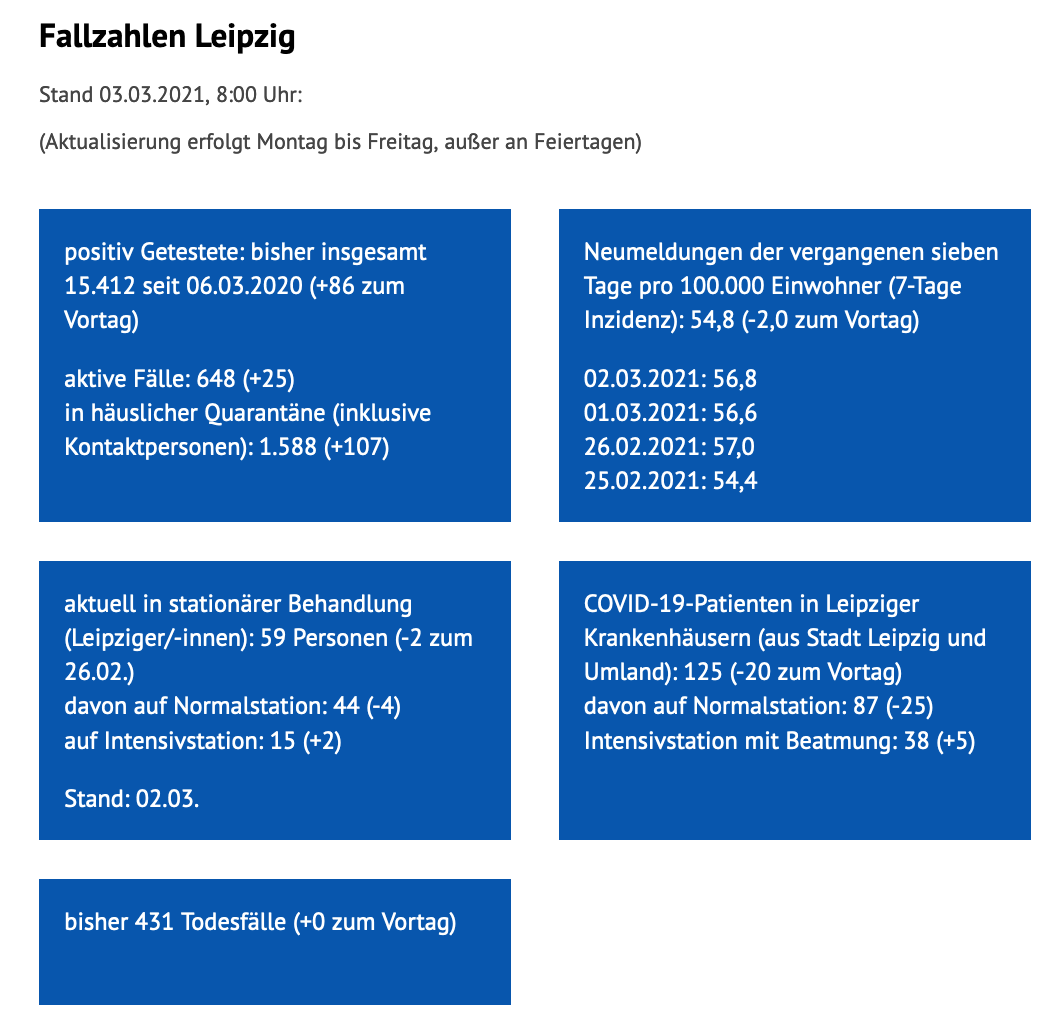 Fallzahlen Leipzig
Stand 03.03.2021, 8:00 Uhr:
(Aktualisierung erfolgt Montag bis Freitag, außer an Feiertagen)
positiv Getestete: bisher insgesamt
15.412 seit 06.03.2020 (+86 zum
Vortag)
aktive Fälle: 648 (+25)
in häuslicher Quarantäne (inklusive
Kontaktpersonen): 1.588 (+107)
Neumeldungen der vergangenen sieben
Tage pro 100.000 Einwohner (7-Tage
Inzidenz): 54,8 (-2,0 zum Vortag)
02.03.2021: 56,8
01.03.2021: 56,6
26.02.2021: 57,0
25.02.2021: 54,4
aktuell in stationärer Behandlung
(Leipziger/-innen): 59 Personen (-2 zum
26.02.)
davon auf Normalstation: 44 (-4)
auf Intensivstation: 15 (+2)
Stand: 02.03.
COVID-19-Patienten in Leipziger
Krankenhäusern (aus Stadt Leipzig und
Umland): 125 (-20 zum Vortag)
davon auf Normalstation: 87 (-25)
Intensivstation mit Beatmung: 38 (+5)
bisher 431 Todesfälle (+0 zum Vortag)